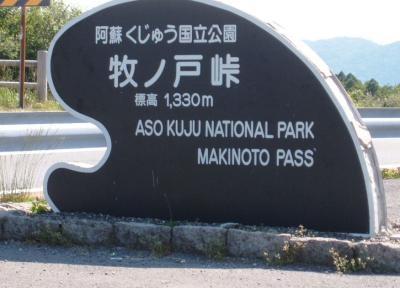 阿蘇くじゅう国立公園
牧ノ戸峠
標高 1,330m
ASO KUJU NATIONAL PARK
MAKINOTO PASS